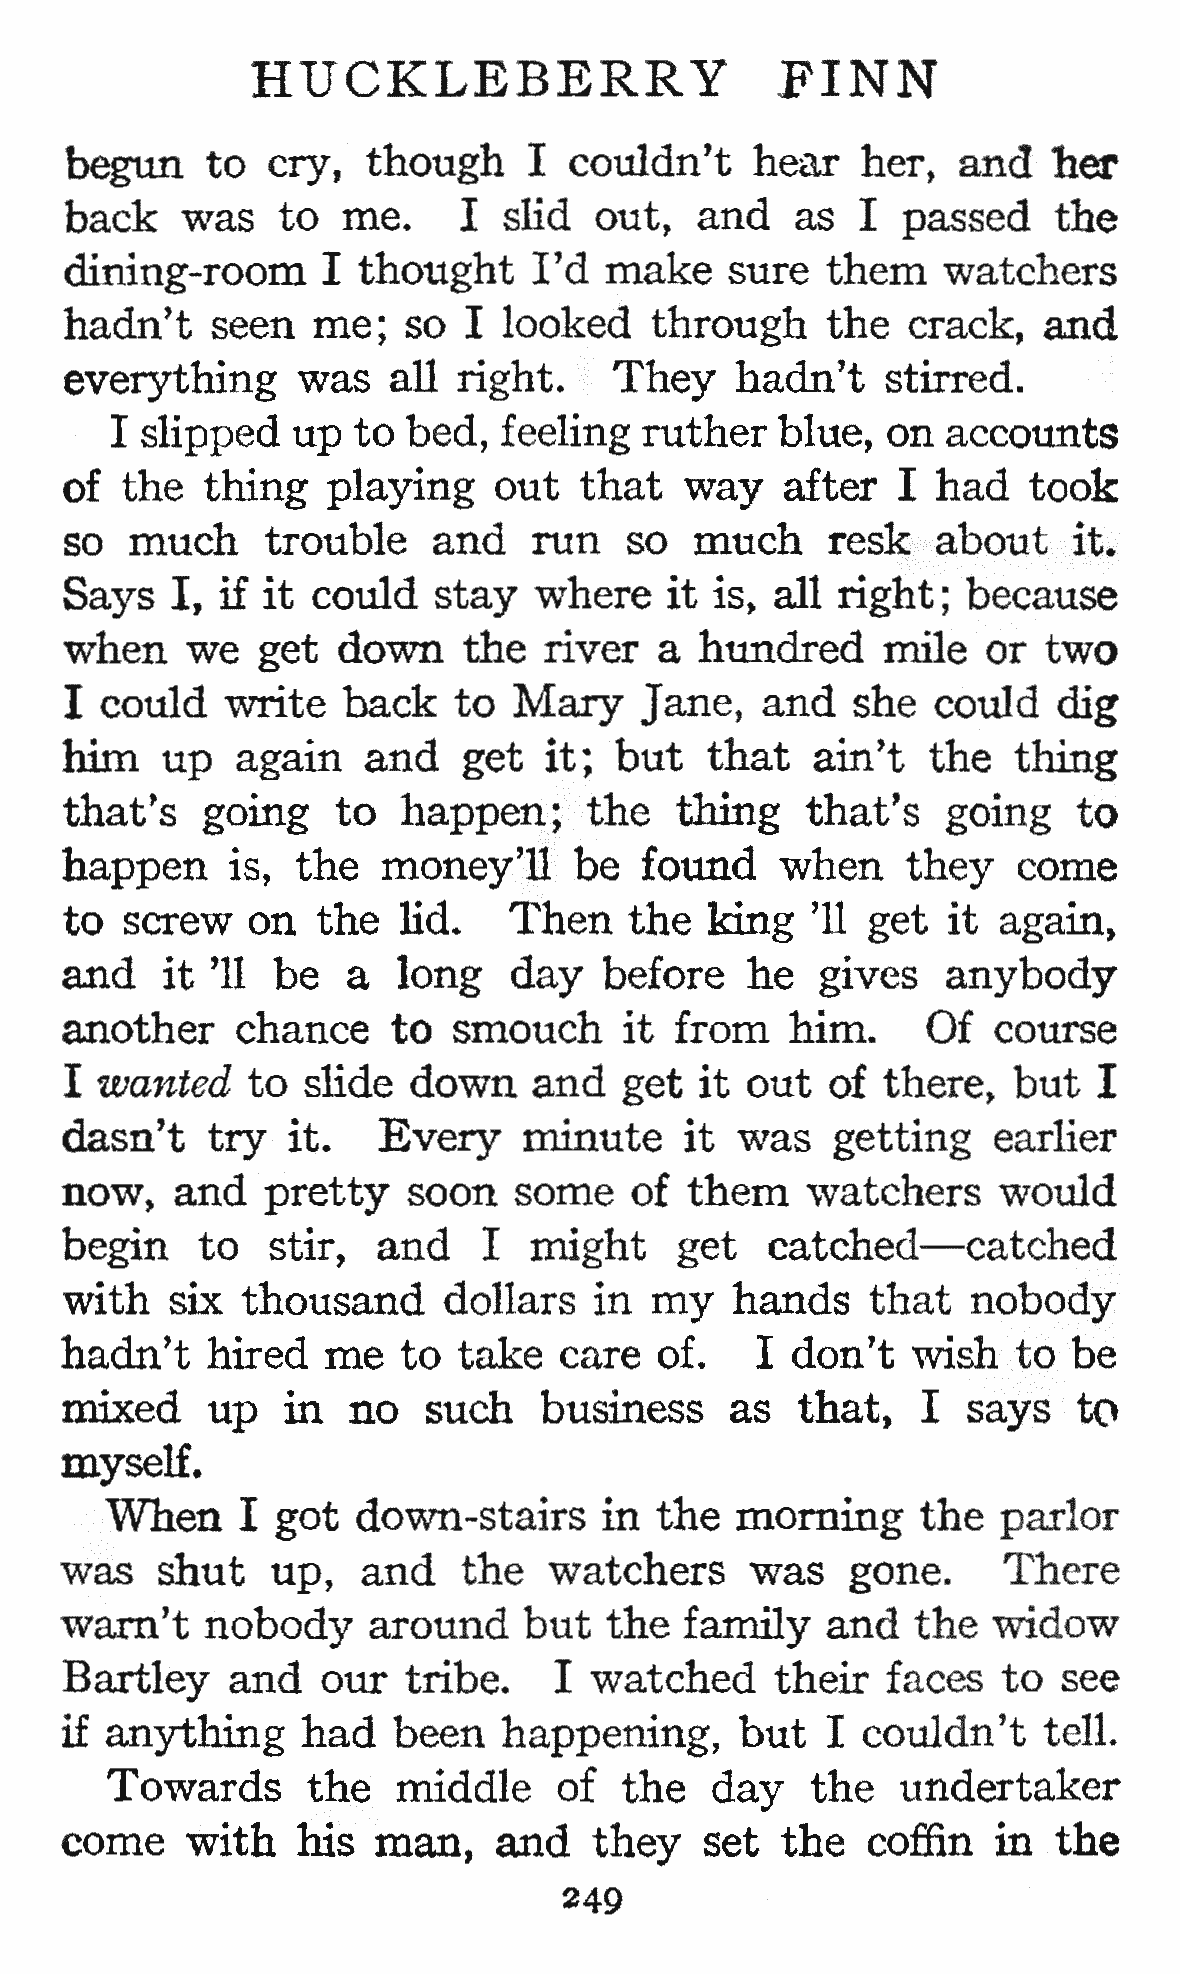 HUCKLEBERRY FINN
begun to cry, though I couldn't hear her, and her
back was to me. I slid out, and as I passed the
dining-room I thought I'd make sure them watchers
hadn't seen me; so I looked through the crack, and
everything was all right. They hadn't stirred.
I slipped up to bed, feeling ruther blue, on accounts
of the thing playing out that way after I had took
so much trouble and run so much resk about it.
Says I, if it could stay where it is, all right; because
when we get down the river a hundred mile or two
I could write back to Mary Jane, and she could dig
him up again and get it; but that ain't the thing
that's going to happen; the thing that's going to
happen is, the money'll be found when they come
to screw on the lid. Then the king 'll get it again,
and it 'll be a long day before he gives anybody
another chance to smouch it from him. Of course
I wanted to slide down and get it out of there, but I
dasn't try it. Every minute it was getting earlier
now, and pretty soon some of them watchers would
begin to stir, and I might get catched—catched
with six thousand dollars in my hands that nobody
hadn't hired me to take care of. I don't wish to be
mixed up in no such business as that, I says to
myself.
When I got down-stairs in the morning the parlor
was shut up, and the watchers was gone. There
warn't nobody around but the family and the widow
Bartley and our tribe. I watched their faces to see
if anything had been happening, but I couldn't tell.
Towards the middle of the day the undertaker
come with his man, and they set the coffin in the
249